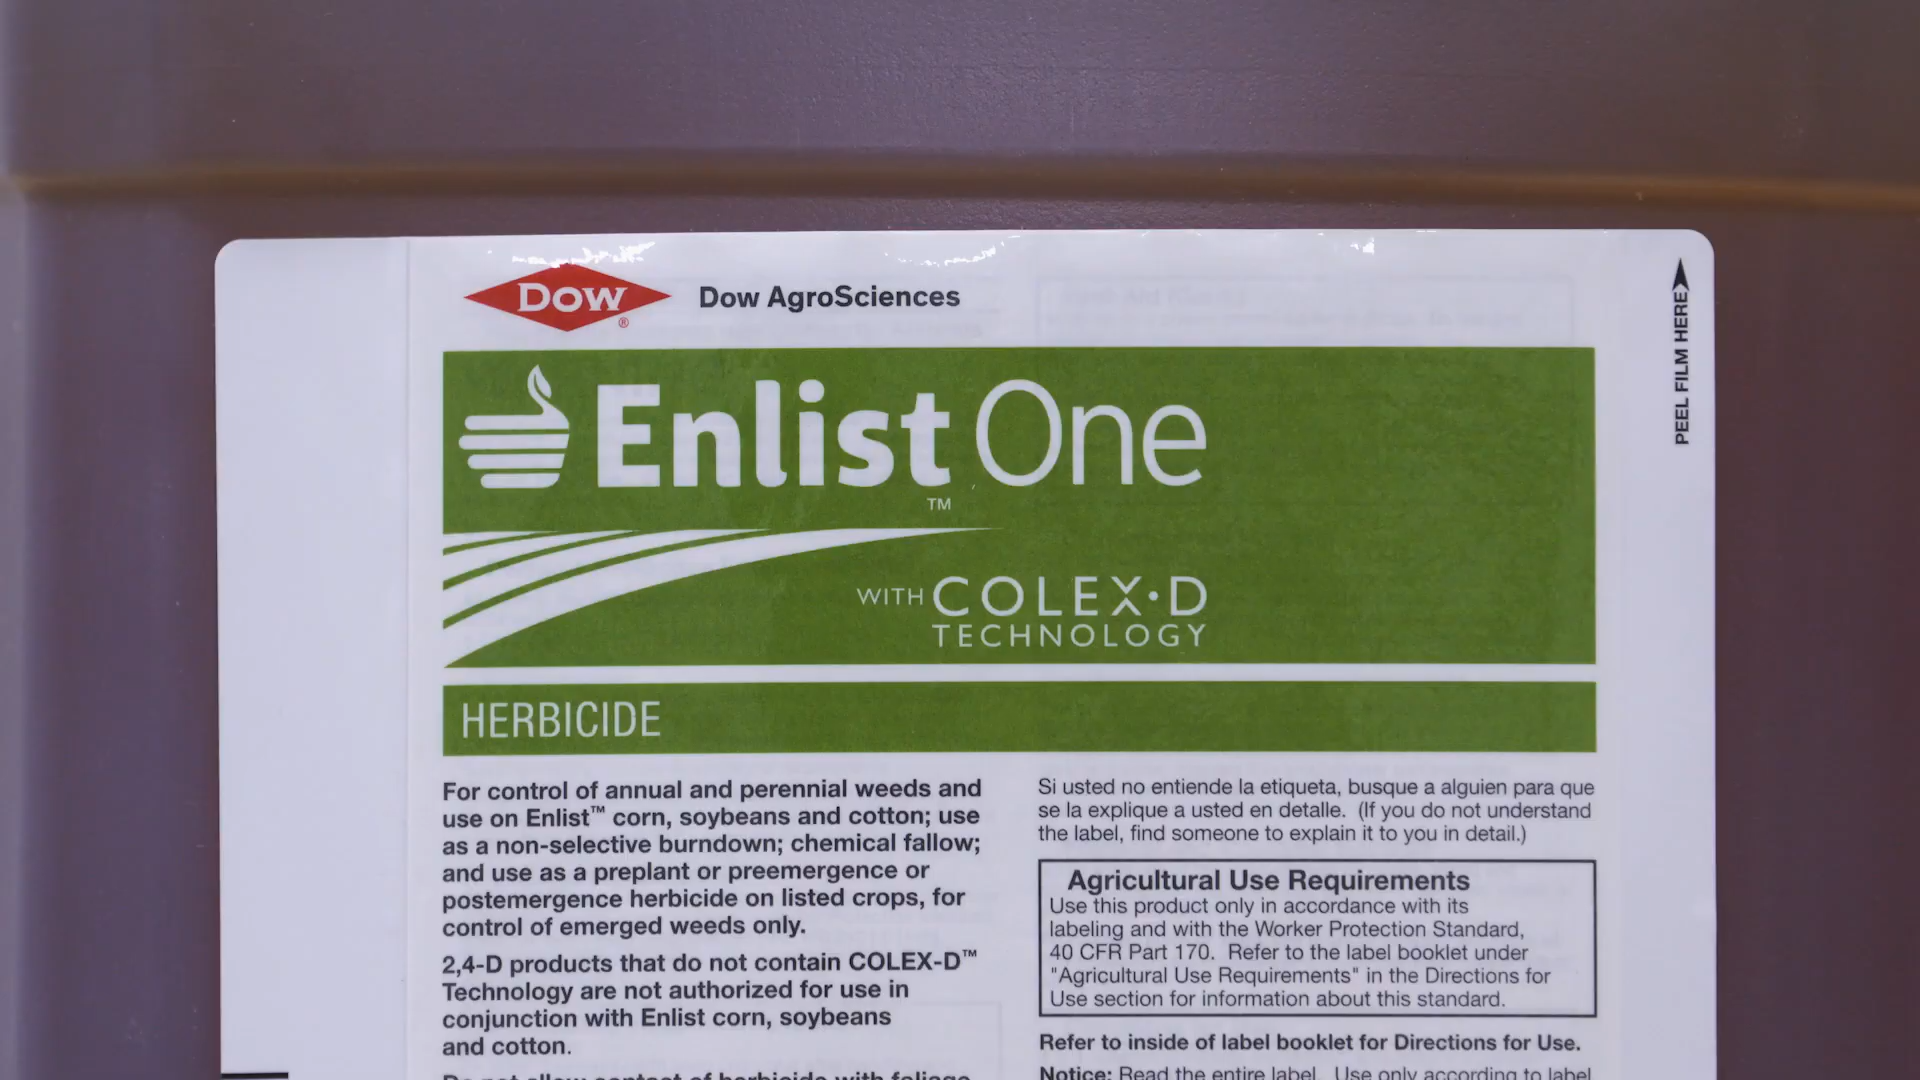 DOW
®
Dow AgroSciences
PEEL FILM HERE
Enlist One
™
WITH COLEX·D
TECHNOLOGY
HERBICIDE
For control of annual and perennial weeds and
use on Enlist™ corn, soybeans and cotton; use
as a non-selective burndown; chemical fallow;
and use as a preplant or preemergence or
postemergence herbicide on listed crops, for
control of emerged weeds only.
2,4-D products that do not contain COLEX-D™
Technology are not authorized for use in
conjunction with Enlist corn, soybeans
and cotton.
Do not allow contact of herbicide with foliage,
Si usted no entiende la etiqueta, busque a alguien para que
se la explique a usted en detalle. (If you do not understand
the label, find someone to explain it to you in detail.)
Agricultural Use Requirements
Use this product only in accordance with its
labeling and with the Worker Protection Standard,
40 CFR Part 170. Refer to the label booklet under
"Agricultural Use Requirements" in the Directions for
Use section for information about this standard.
Refer to inside of label booklet for Directions for Use.
Notice: Read the entire label. Use only according to label